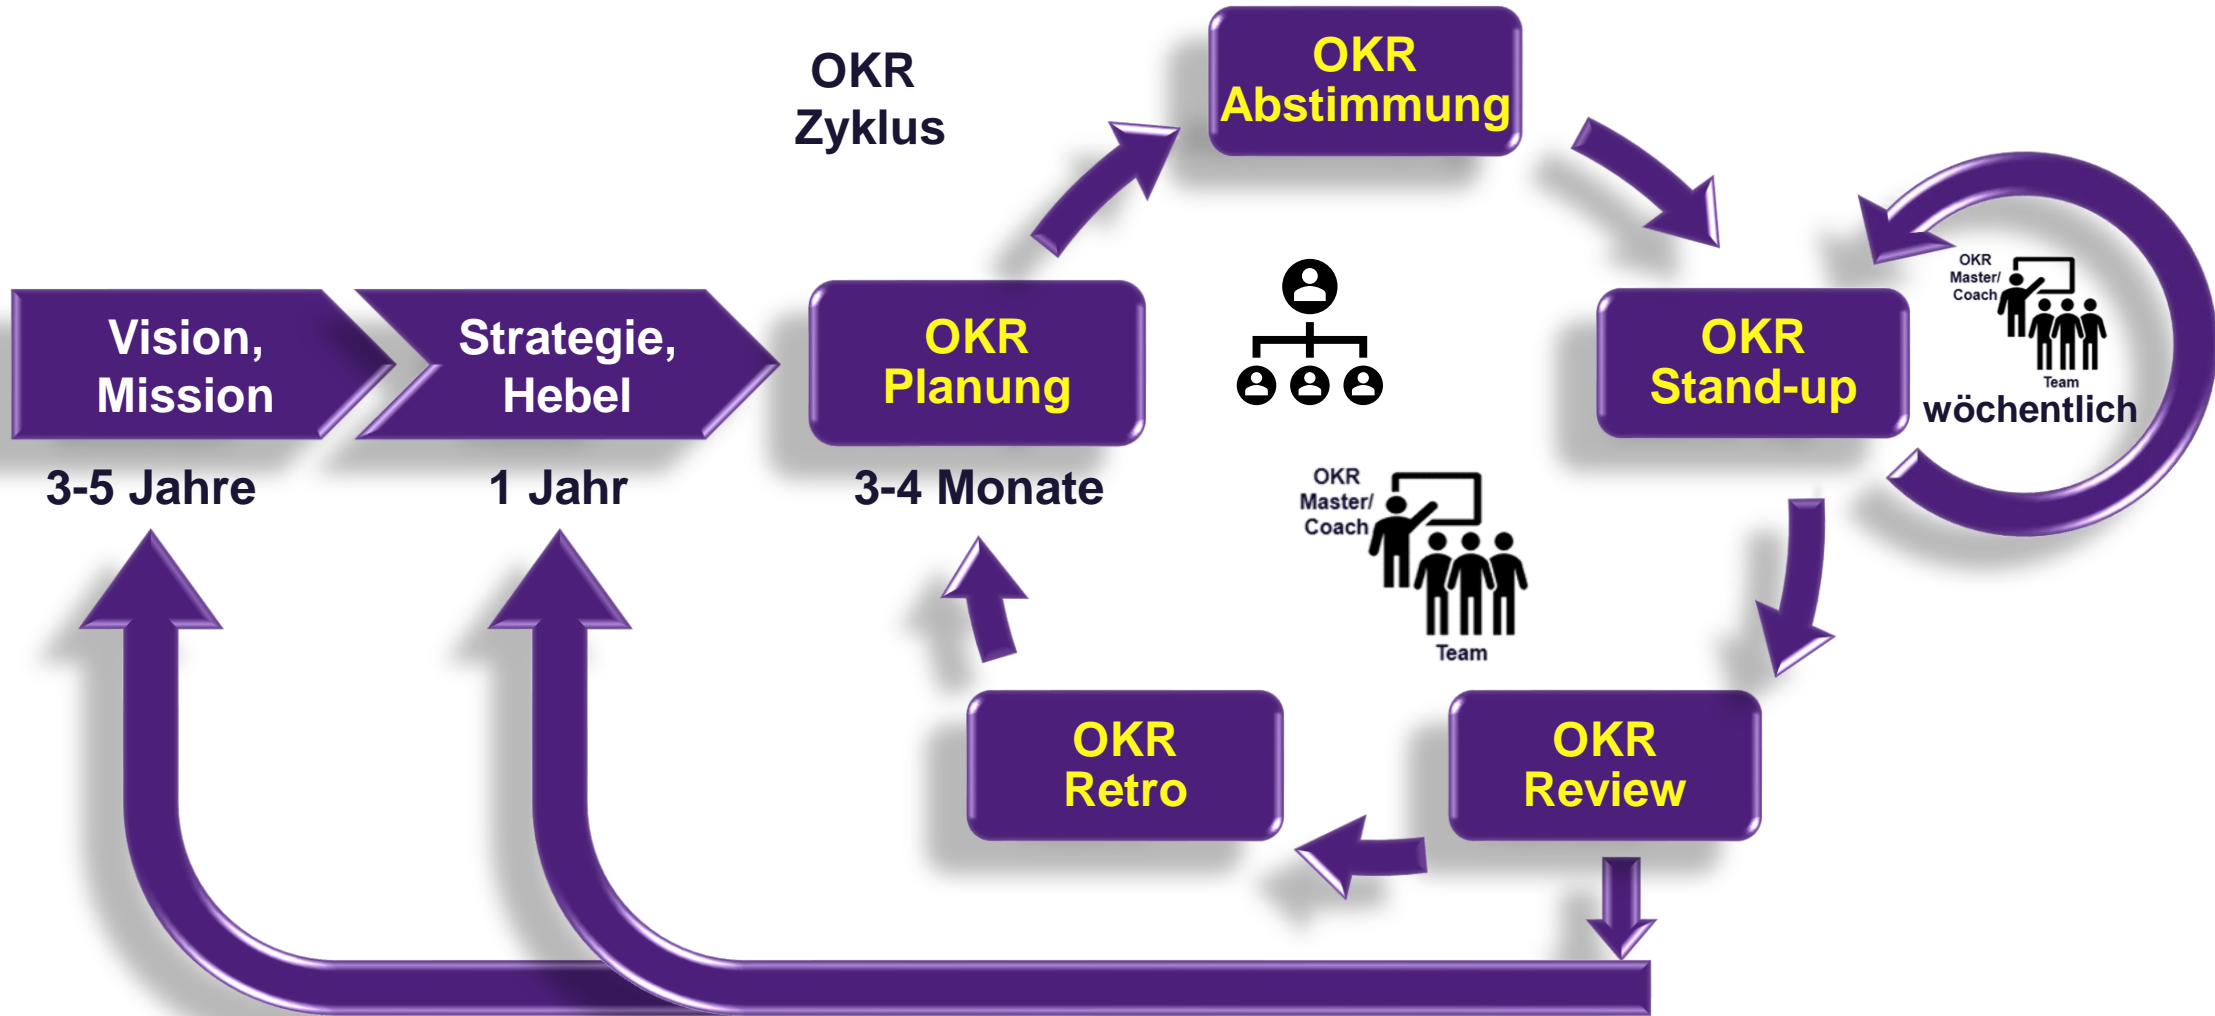 OKR
Zyklus
OKR
Abstimmung
Vision,
Mission
3-5 Jahre
Strategie,
Hebel
1 Jahr
OKR
Planung
3-4 Monate
OKR
Stand-up
OKR
Master/
Coach
Team
wöchentlich
OKR
Master/
Coach
Team
OKR
Retro
OKR
Review